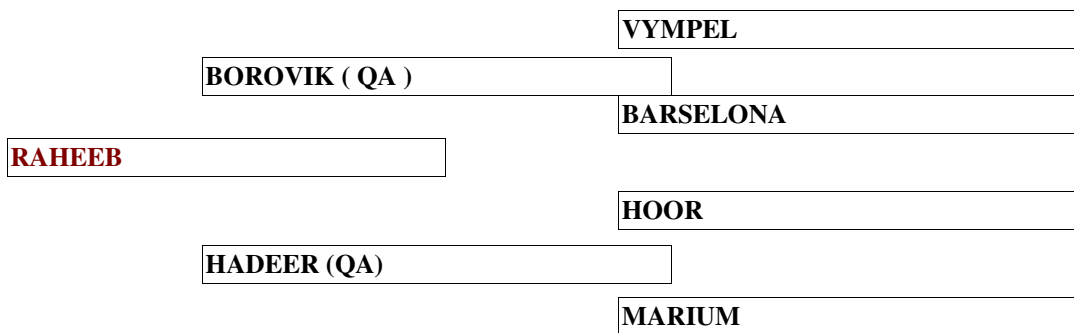 VYMPEL
BOROVIK ( QA )
BARSELONA
RAHEEB
HOOR
HADEER (QA)
MARIUM